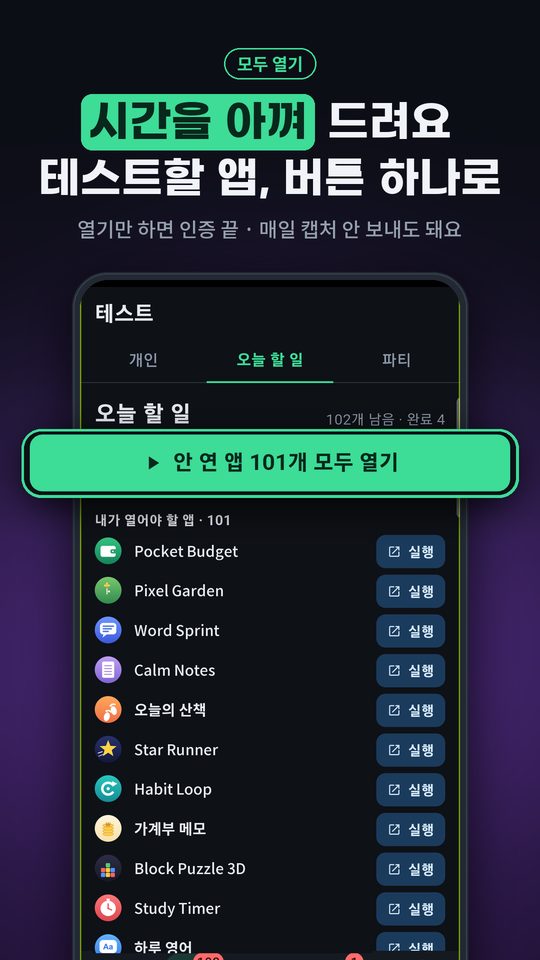 모두 열기
시간을 아껴 드려요
테스트할 앱, 버튼 하나로
열기만 하면 인증 끝 · 매일 캡처 안 보내도 돼요
테스트
개인 오늘 할 일 파티
오늘 할 일 102개 남음 · 완료 4
▶ 안 연 앱 101개 모두 열기
내가 열어야 할 앱 · 101
Pocket Budget 실행
Pixel Garden 실행
Word Sprint 실행
Calm Notes 실행
오늘의 산책 실행
Star Runner 실행
Habit Loop 실행
가계부 메모 실행
Block Puzzle 3D 실행
Study Timer 실행
Aa 하루 영어 실행